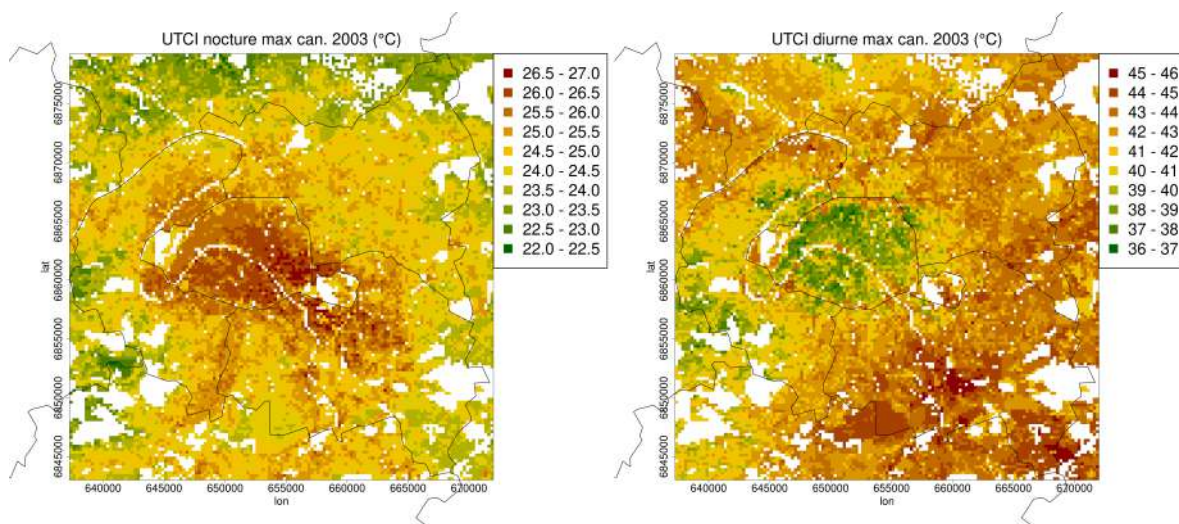 UTCI nocture max can. 2003 (°C)
26.5 - 27.0
26.0 - 26.5
25.5 - 26.0
25.0 - 25.5
24.5 - 25.0
24.0 - 24.5
23.5 - 24.0
23.0 - 23.5
22.5 - 23.0
22.0 - 22.5
lat
6875000
6870000
6865000
6860000
6855000
6850000
6845000
640000 645000 650000 655000 660000 665000 670000
lon
UTCI diurne max can. 2003 (°C)
45 - 46
44 - 45
43 - 44
42 - 43
41 - 42
40 - 41
39 - 40
38 - 39
37 - 38
36 - 37
lat
6875000
6870000
6865000
6860000
6855000
6850000
6845000
640000 645000 650000 655000 660000 665000 670000
lon